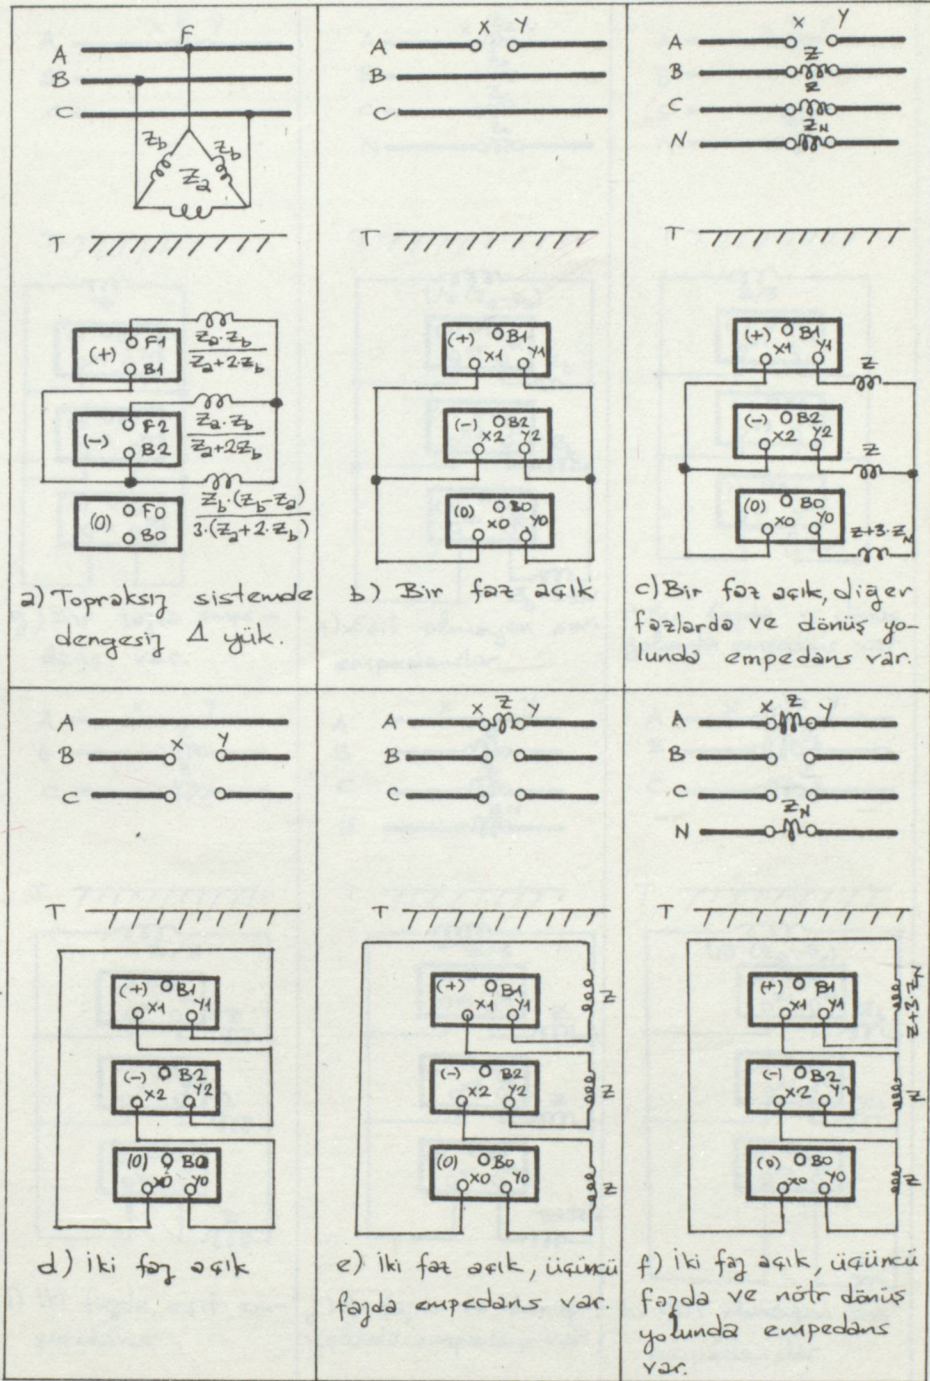 F
A
B
C
Zb
Zb
Za
T
(+)
F1
B1
Za·Zb
Za+2·Zb
(-)
F2
B2
Za·Zb
Za+2Zb
(0)
F0
B0
Zb·(Zb-Za)
3·(Za+2·Zb)
a) Topraksız sistemde
dengesiz Δ yük.
X Y
A
B
C
T
(+) B1
X1 Y1
(-) B2
X2 Y2
(0) B0
X0 Y0
b) Bir faz açık
X Y
A
Z
B
Z
C
ZN
N
T
(+) B1
X1 Y1
Z
(-) B2
X2 Y2
Z
(0) B0
X0 Y0
Z+3·ZN
c) Bir faz açık, diğer
fazlarda ve dönüş yo-
lunda empedans var.
A
B X Y
C
T
(+) B1
X1 Y1
(-) B2
X2 Y2
(0) B0
X0 Y0
d) İki faz açık
A X Z Y
B
C
T
(+) B1
X1 Y1
Z
(-) B2
X2 Y2
Z
(0) B0
X0 Y0
Z
e) İki faz açık, üçüncü
fazda empedans var.
A X Z Y
B
C
ZN
N
T
(+) B1
X1 Y1
Z+3·ZN
(-) B2
X2 Y2
Z
(0) B0
X0 Y0
Z
f) İki faz açık, üçüncü
fazda ve nötr dönüş
yolunda empedans
var.